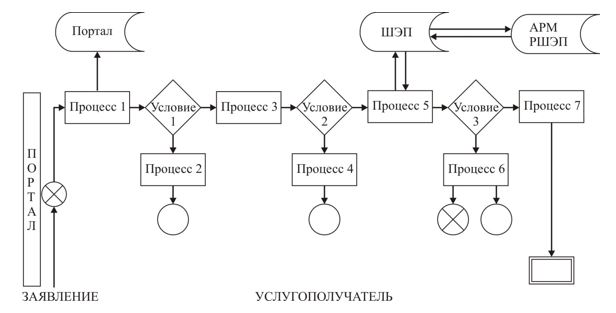 Портал
ШЭП
АРМ
РШЭП
Процесс 1
Условие
1
Процесс 3
Условие
2
Процесс 5
Условие
3
Процесс 7
Процесс 2
Процесс 4
Процесс 6
ПОРТАЛ
ЗАЯВЛЕНИЕ
УСЛУГОПОЛУЧАТЕЛЬ